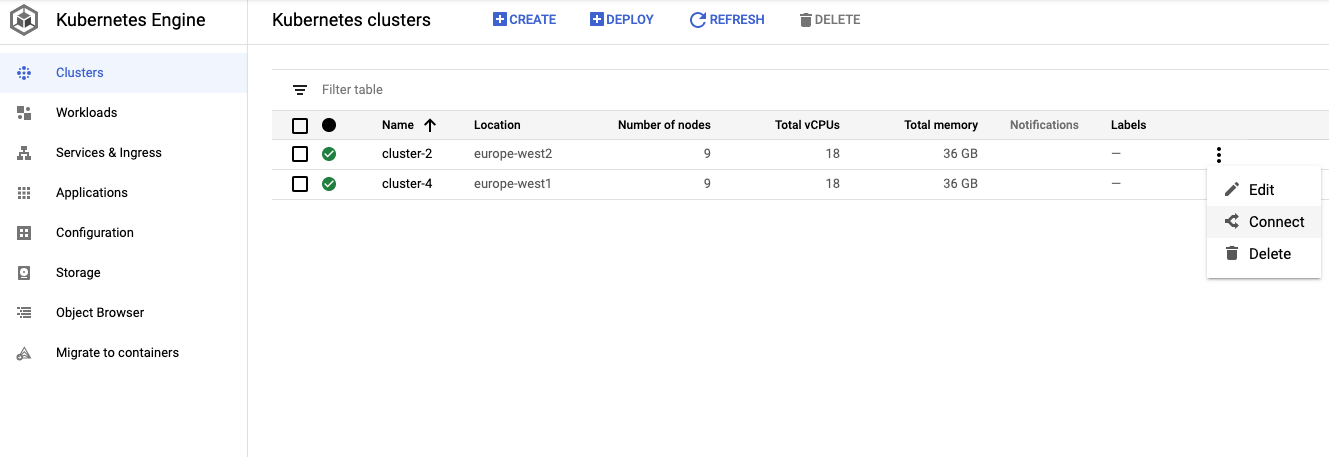 Kubernetes Engine
Kubernetes clusters CREATE DEPLOY REFRESH DELETE
Clusters
Workloads
Services & Ingress
Applications
Configuration
Storage
Object Browser
Migrate to containers
Filter table
Name Location Number of nodes Total vCPUs Total memory Notifications Labels
cluster-2 europe-west2 9 18 36 GB —
cluster-4 europe-west1 9 18 36 GB —
Edit
Connect
Delete